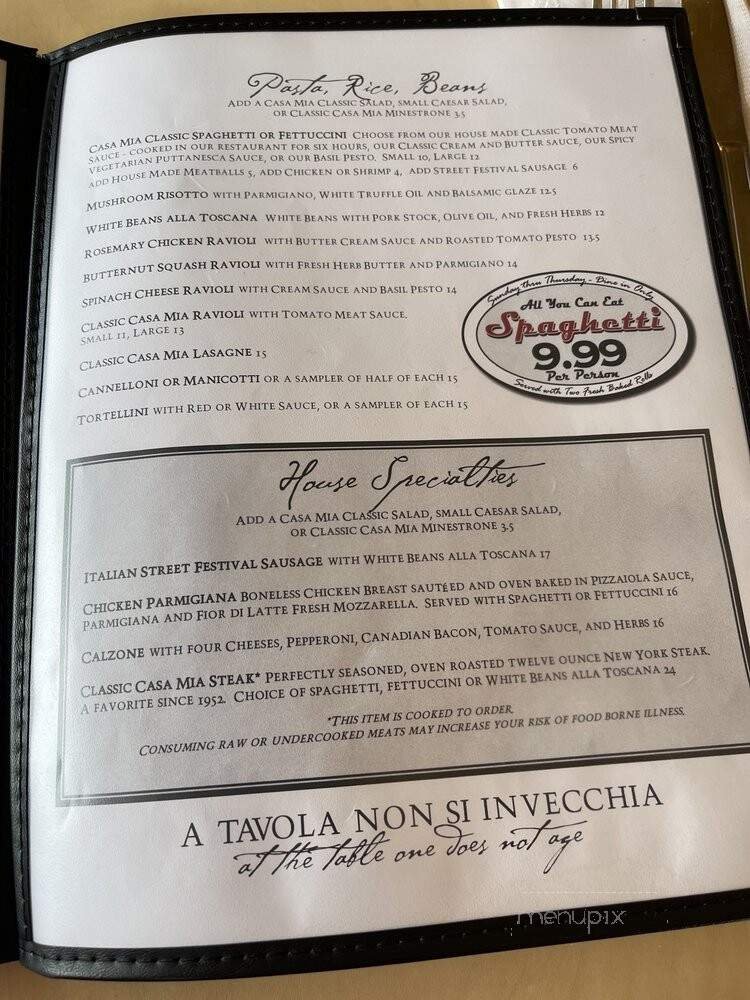 Pasta, Rice, Beans
ADD A CASA MIA CLASSIC SALAD, SMALL CAESAR SALAD,
OR CLASSIC CASA MIA MINESTRONE 3.5
CASA MIA CLASSIC SPAGHETTI OR FETTUCCINI CHOOSE FROM OUR HOUSE MADE CLASSIC TOMATO MEAT
SAUCE - COOKED IN OUR RESTAURANT FOR SIX HOURS, OUR CLASSIC CREAM AND BUTTER SAUCE, OUR SPICY
VEGETARIAN PUTTANESCA SAUCE, OR OUR BASIL PESTO. SMALL 10, LARGE 12
ADD HOUSE MADE MEATBALLS 5, ADD CHICKEN OR SHRIMP 4, ADD STREET FESTIVAL SAUSAGE 6
MUSHROOM RISOTTO WITH PARMIGIANO, WHITE TRUFFLE OIL AND BALSAMIC GLAZE 12.5
WHITE BEANS ALLA TOSCANA WHITE BEANS WITH PORK STOCK, OLIVE OIL, AND FRESH HERBS 12
ROSEMARY CHICKEN RAVIOLI WITH BUTTER CREAM SAUCE AND ROASTED TOMATO PESTO 13.5
BUTTERNUT SQUASH RAVIOLI WITH FRESH HERB BUTTER AND PARMIGIANO 14
SPINACH CHEESE RAVIOLI WITH CREAM SAUCE AND BASIL PESTO 14
CLASSIC CASA MIA RAVIOLI WITH TOMATO MEAT SAUCE.
SMALL 11, LARGE 13
CLASSIC CASA MIA LASAGNE 15
CANNELLONI OR MANICOTTI OR A SAMPLER OF HALF OF EACH 15
TORTELLINI WITH RED OR WHITE SAUCE, OR A SAMPLER OF EACH 15
Sunday thru Thursday - Dine in Only
All You Can Eat
Spaghetti
9.99
Per Person
Served with Two Fresh Baked Rolls
House Specialties
ADD A CASA MIA CLASSIC SALAD, SMALL CAESAR SALAD,
OR CLASSIC CASA MIA MINESTRONE 3.5
ITALIAN STREET FESTIVAL SAUSAGE WITH WHITE BEANS ALLA TOSCANA 17
CHICKEN PARMIGIANA BONELESS CHICKEN BREAST SAUTÉED AND OVEN BAKED IN PIZZAIOLA SAUCE,
PARMIGIANA AND FIOR DI LATTE FRESH MOZZARELLA. SERVED WITH SPAGHETTI OR FETTUCCINI 16
CALZONE WITH FOUR CHEESES, PEPPERONI, CANADIAN BACON, TOMATO SAUCE, AND HERBS 16
CLASSIC CASA MIA STEAK* PERFECTLY SEASONED, OVEN ROASTED TWELVE OUNCE NEW YORK STEAK.
A FAVORITE SINCE 1952. CHOICE OF SPAGHETTI, FETTUCCINI OR WHITE BEANS ALLA TOSCANA 24
*THIS ITEM IS COOKED TO ORDER.
CONSUMING RAW OR UNDERCOOKED MEATS MAY INCREASE YOUR RISK OF FOOD BORNE ILLNESS.
A TAVOLA NON SI INVECCHIA
at the table one does not age
menupix